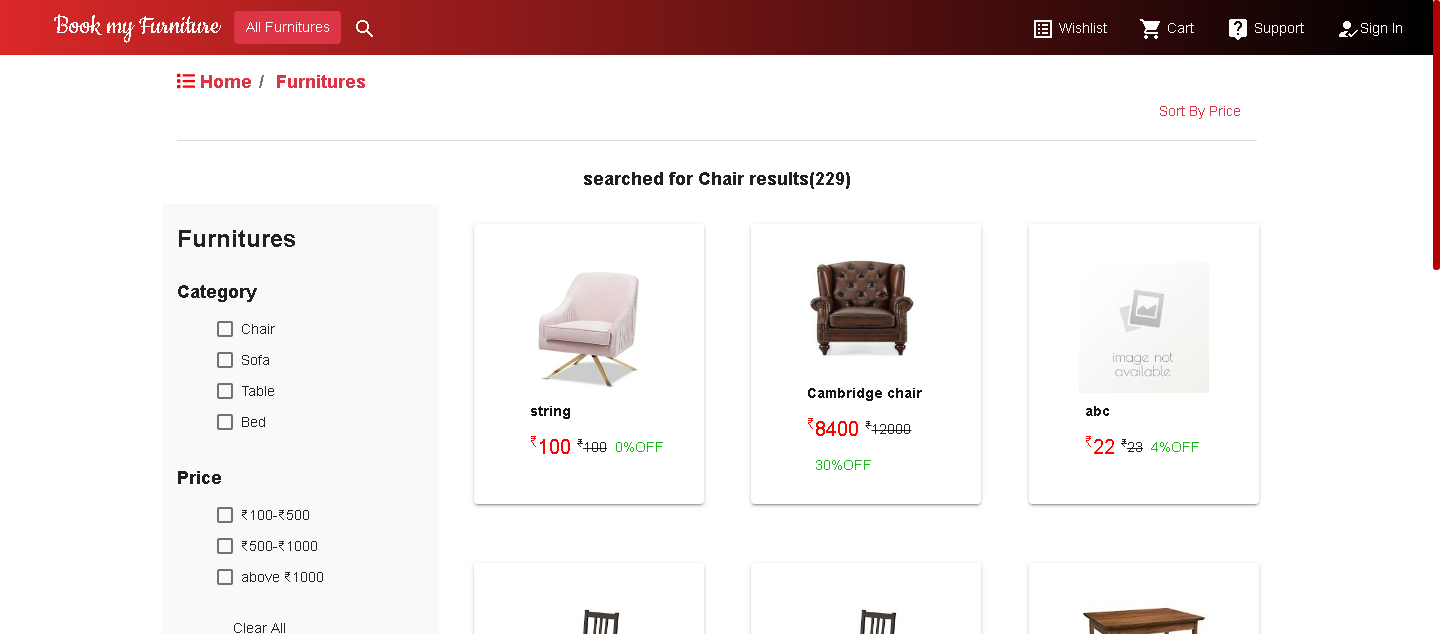 Book my Furniture
All Furnitures
Wishlist
Cart
Support
Sign In
Home / Furnitures
Sort By Price
searched for Chair results(229)
Furnitures
Category
Chair
Sofa
Table
Bed
Price
₹100-₹500
₹500-₹1000
above ₹1000
Clear All
string
₹100 ₹100 0%OFF
Cambridge chair
₹8400 ₹12000
30%OFF
image not
available
abc
₹22 ₹23 4%OFF